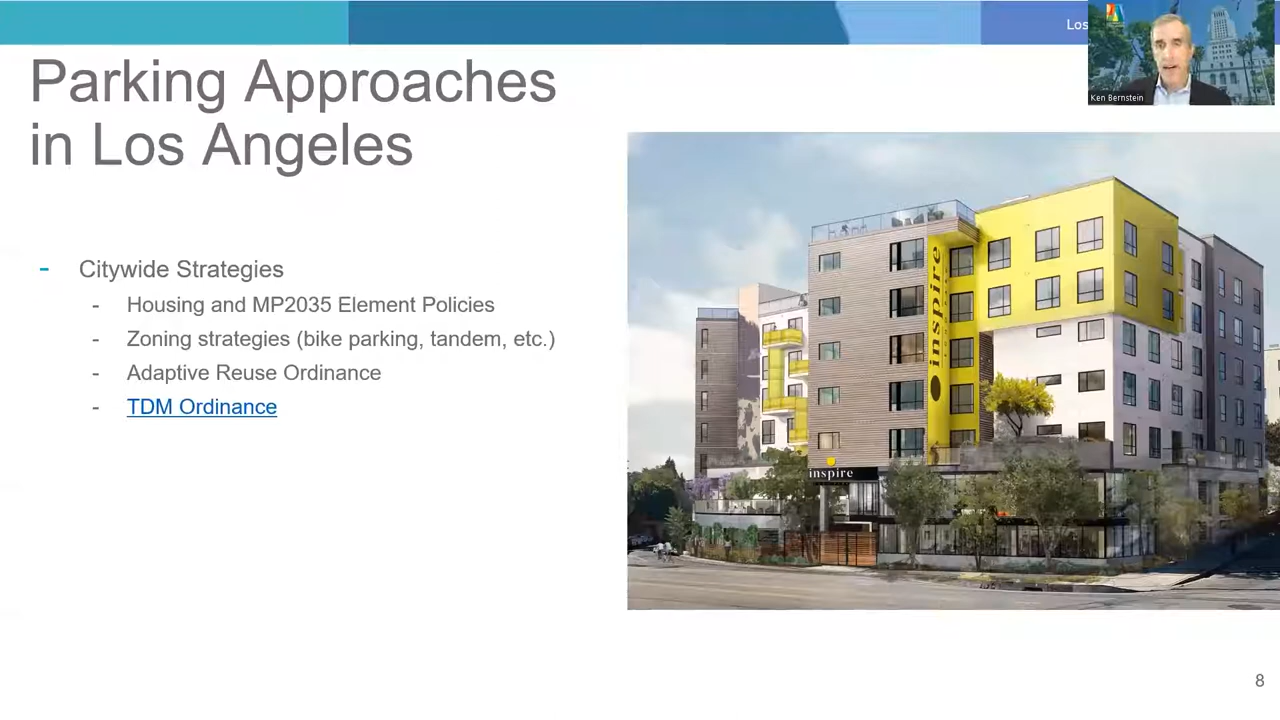 Los
Ken Bernstein
Parking Approaches
in Los Angeles
- Citywide Strategies
- Housing and MP2035 Element Policies
- Zoning strategies (bike parking, tandem, etc.)
- Adaptive Reuse Ordinance
- TDM Ordinance
inspire
inspire
8